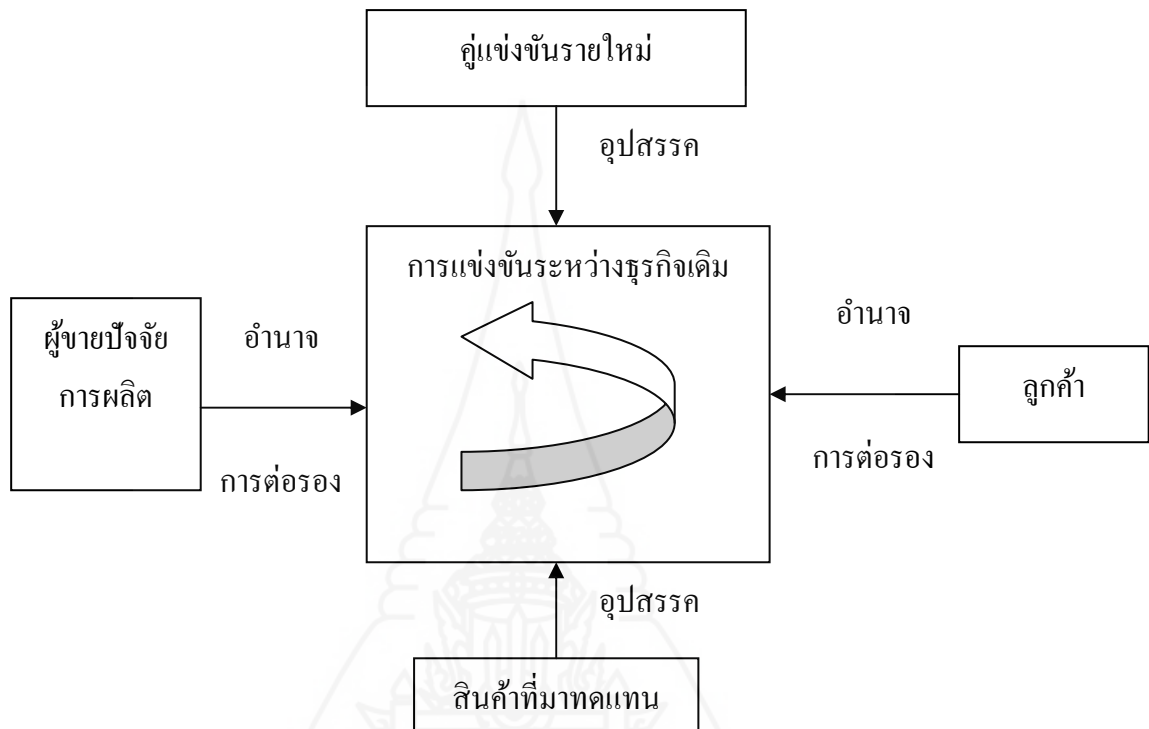 คู่แข่งขันรายใหม่
อุปสรรค
การแข่งขันระหว่างธุรกิจเดิม
ผู้ขายปัจจัย
การผลิต
อำนาจ
การต่อรอง
อำนาจ
การต่อรอง
ลูกค้า
อุปสรรค
สินค้าที่มาทดแทน